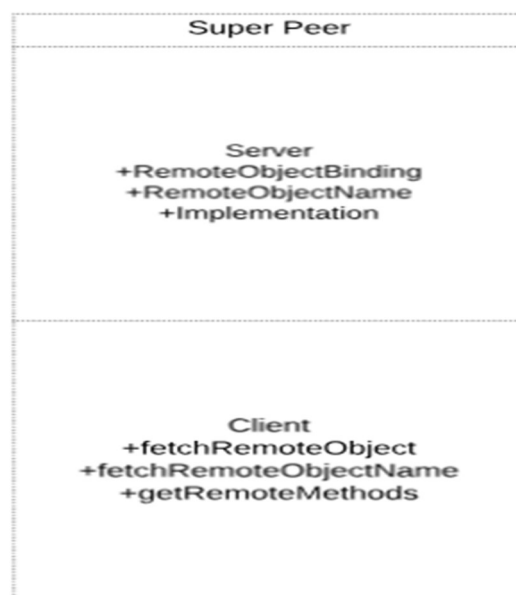 Super Peer
Server
+RemoteObjectBinding
+RemoteObjectName
+Implementation
Client
+fetchRemoteObject
+fetchRemoteObjectName
+getRemoteMethods